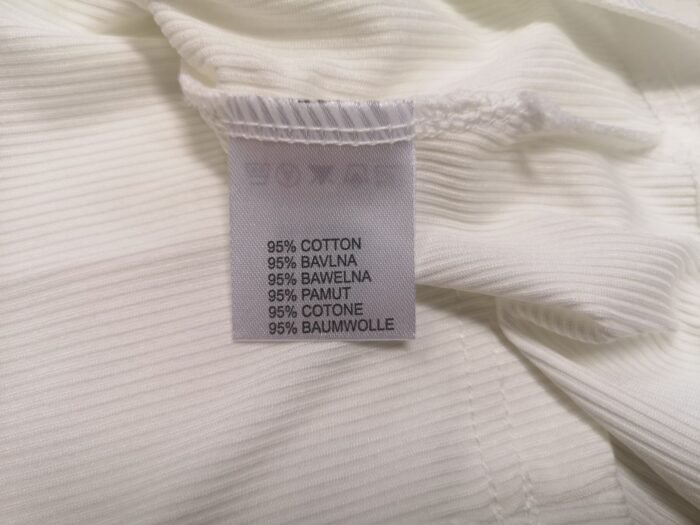 95% COTTON
95% BAVLNA
95% BAWELNA
95% PAMUT
95% COTONE
95% BAUMWOLLE